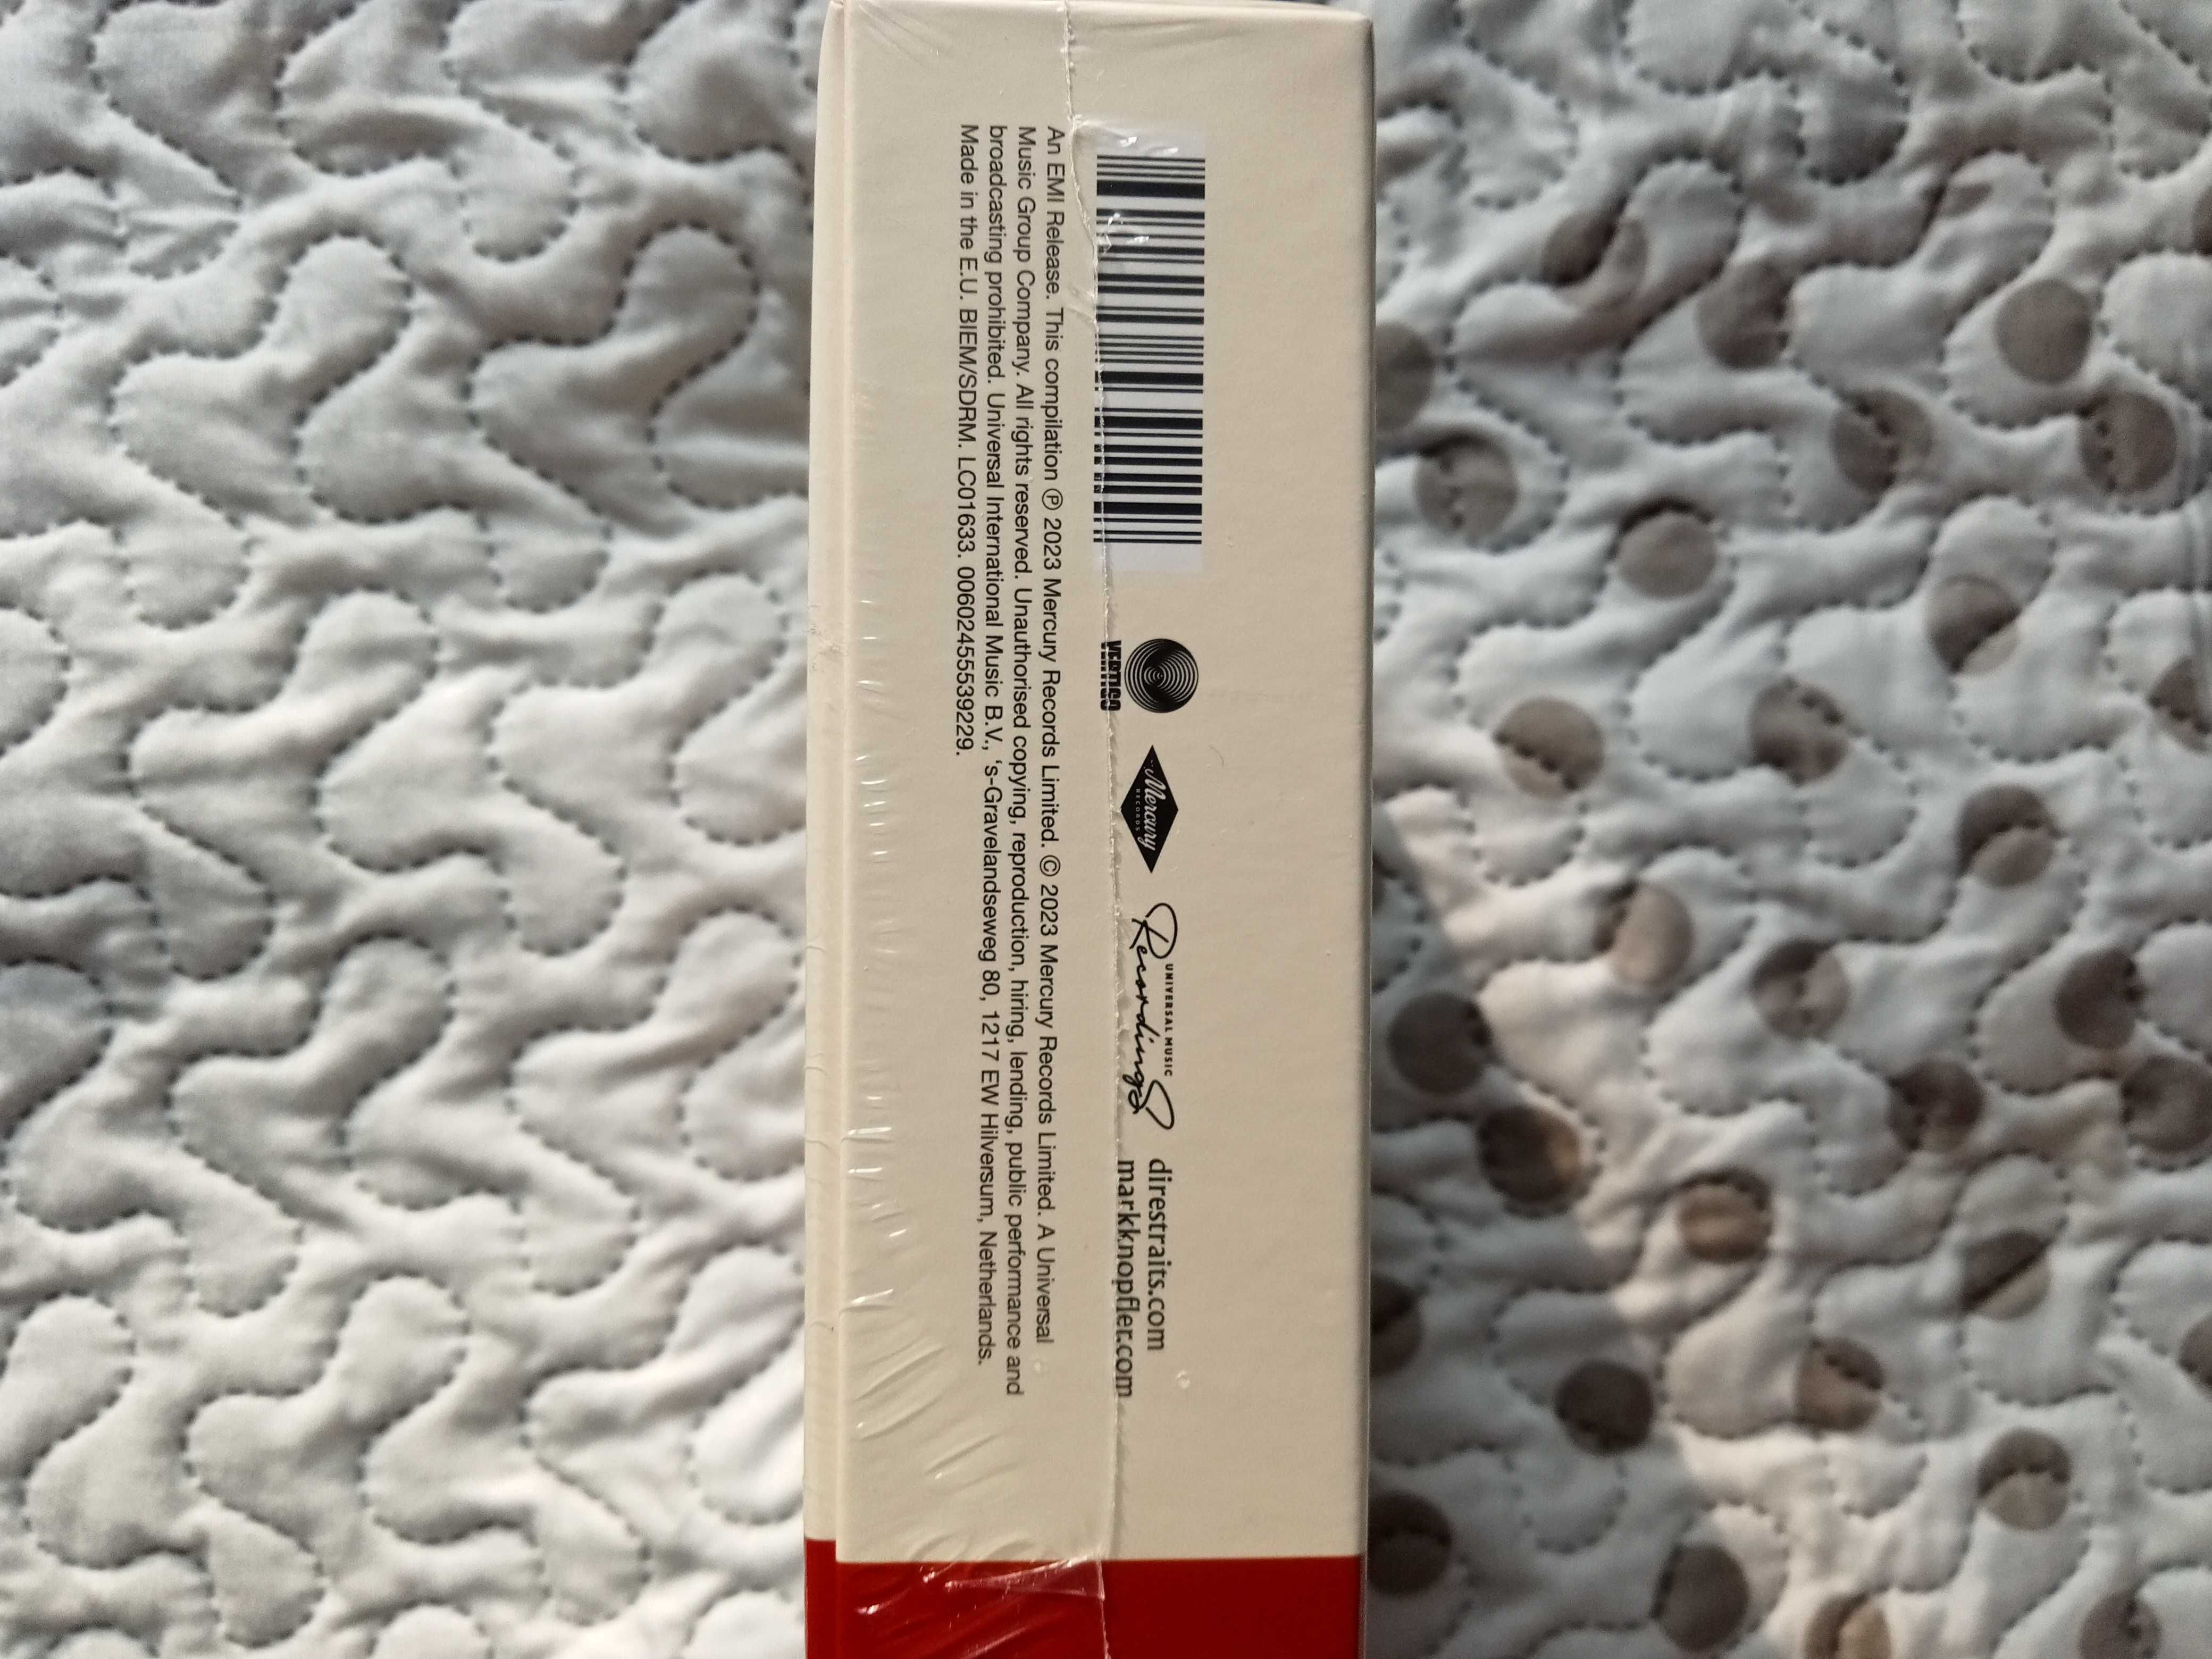 VERTIGO
Mercury
RECORDS
UNIVERSAL MUSIC
Recordings
direstraits.com
markknopfler.com
An EMI Release. This compilation ℗ 2023 Mercury Records Limited. © 2023 Mercury Records Limited. A Universal
Music Group Company. All rights reserved. Unauthorised copying, reproduction, hiring, lending, public performance and
broadcasting prohibited. Universal International Music B.V., 's-Gravelandseweg 80, 1217 EW Hilversum, Netherlands.
Made in the E.U. BIEM/SDRM. LC01633. 00602455539229.